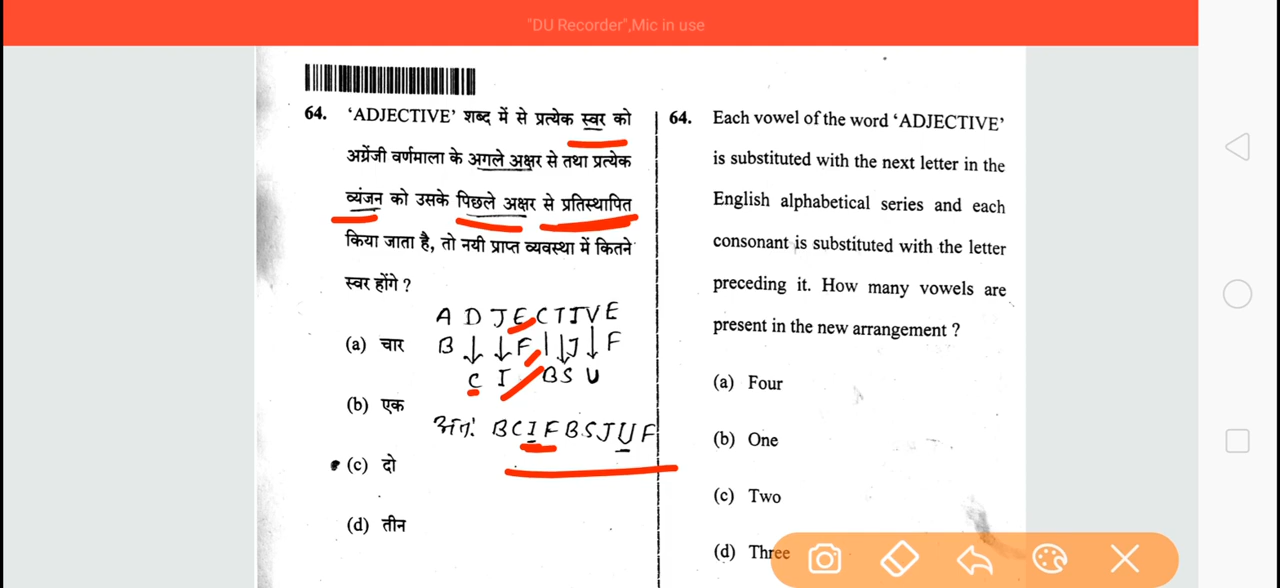 "DU Recorder",Mic in use
64. 'ADJECTIVE' शब्द में से प्रत्येक स्वर को
अग्रेंजी वर्णमाला के अगले अक्षर से तथा प्रत्येक
व्यंजन को उसके पिछले अक्षर से प्रतिस्थापित
किया जाता है, तो नयी प्राप्त व्यवस्था में कितने
स्वर होंगे ?
A D J E C T I V E
(a) चार
B F J F
C I B S U
(b) एक
अतः B C I F B S J U F
(c) दो
(d) तीन
64. Each vowel of the word 'ADJECTIVE'
is substituted with the next letter in the
English alphabetical series and each
consonant is substituted with the letter
preceding it. How many vowels are
present in the new arrangement ?
(a) Four
(b) One
(c) Two
(d) Three